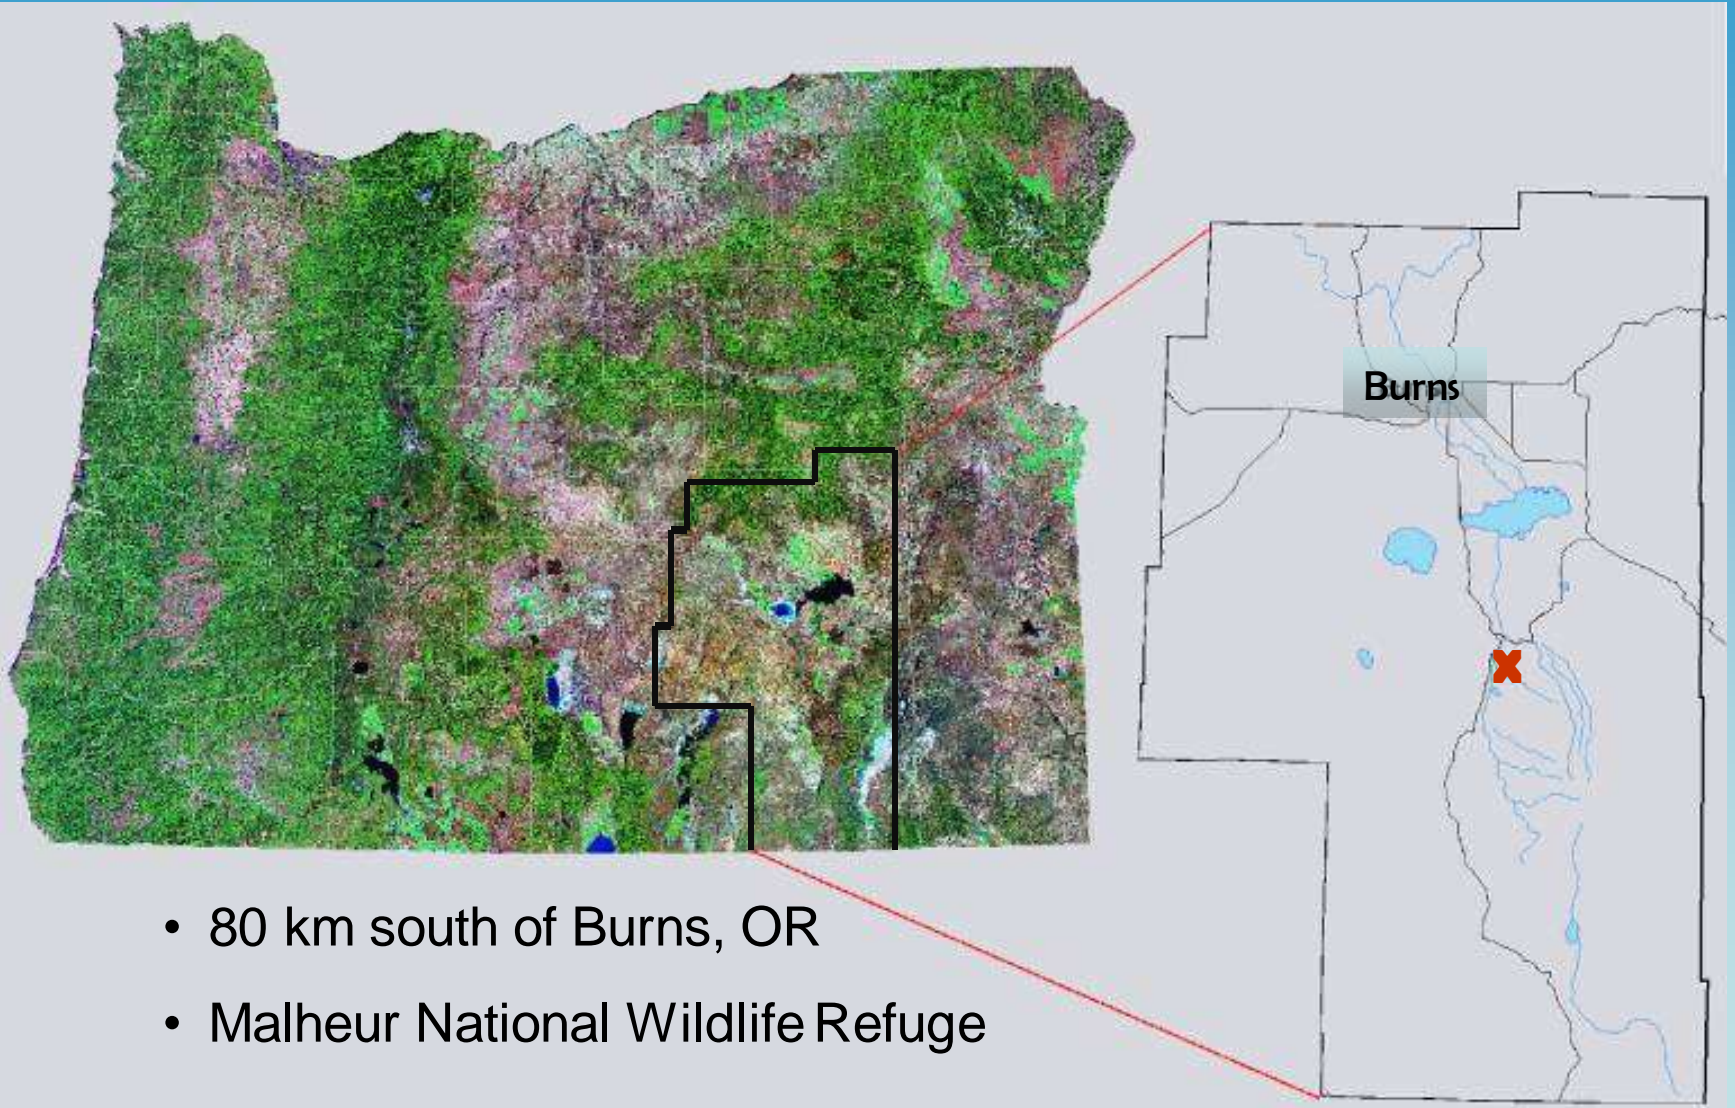 Burns
• 80 km south of Burns, OR
• Malheur National Wildlife Refuge